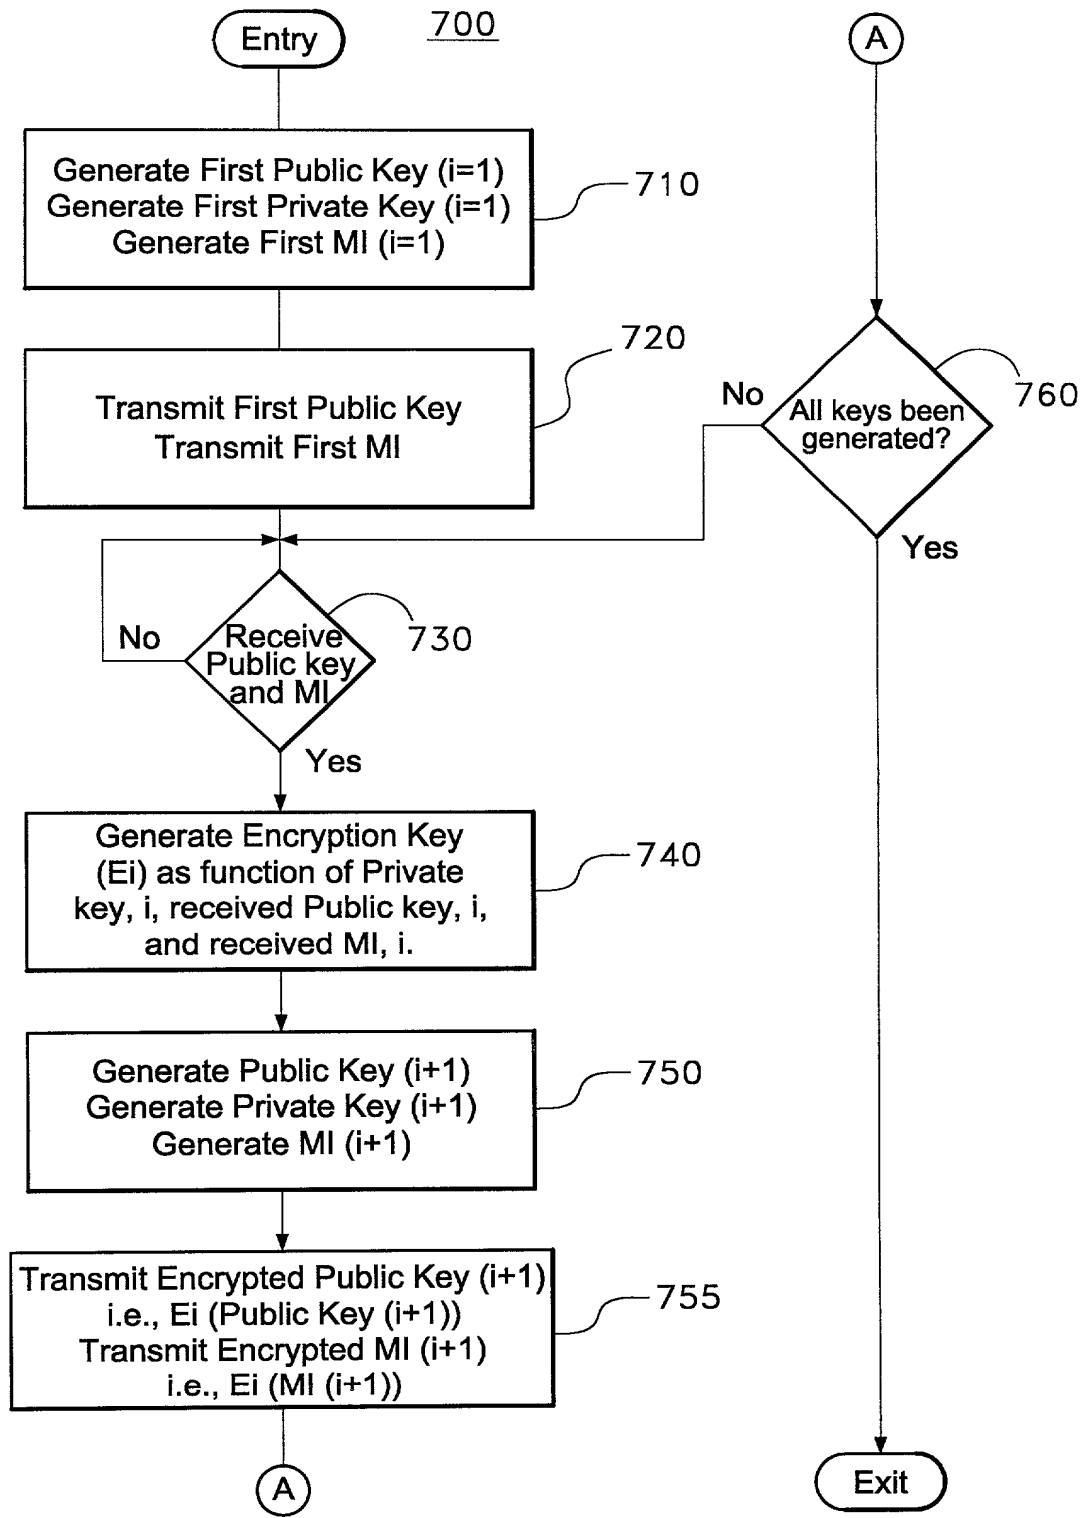 700
Entry
Generate First Public Key (i=1)
Generate First Private Key (i=1)
Generate First MI (i=1)
710
Transmit First Public Key
Transmit First MI
720
Receive
Public key
and MI
730
No
Yes
Generate Encryption Key
(Ei) as function of Private
key, i, received Public key, i,
and received MI, i.
740
Generate Public Key (i+1)
Generate Private Key (i+1)
Generate MI (i+1)
750
Transmit Encrypted Public Key (i+1)
i.e., Ei (Public Key (i+1))
Transmit Encrypted MI (i+1)
i.e., Ei (MI (i+1))
755
A
A
All keys been
generated?
760
No
Yes
Exit